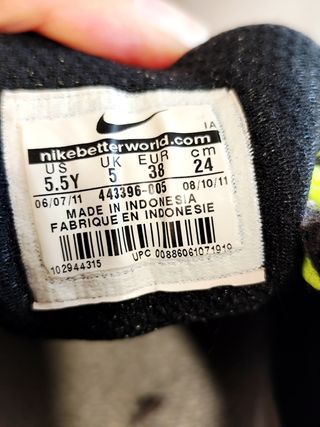 IA
nikebetterworld.com
US UK EUR cm
5.5Y 5 38 24
06/07/11 443396-005 08/10/11
MADE IN INDONESIA
FABRIQUE EN INDONESIE
102944315 UPC 00886061071919